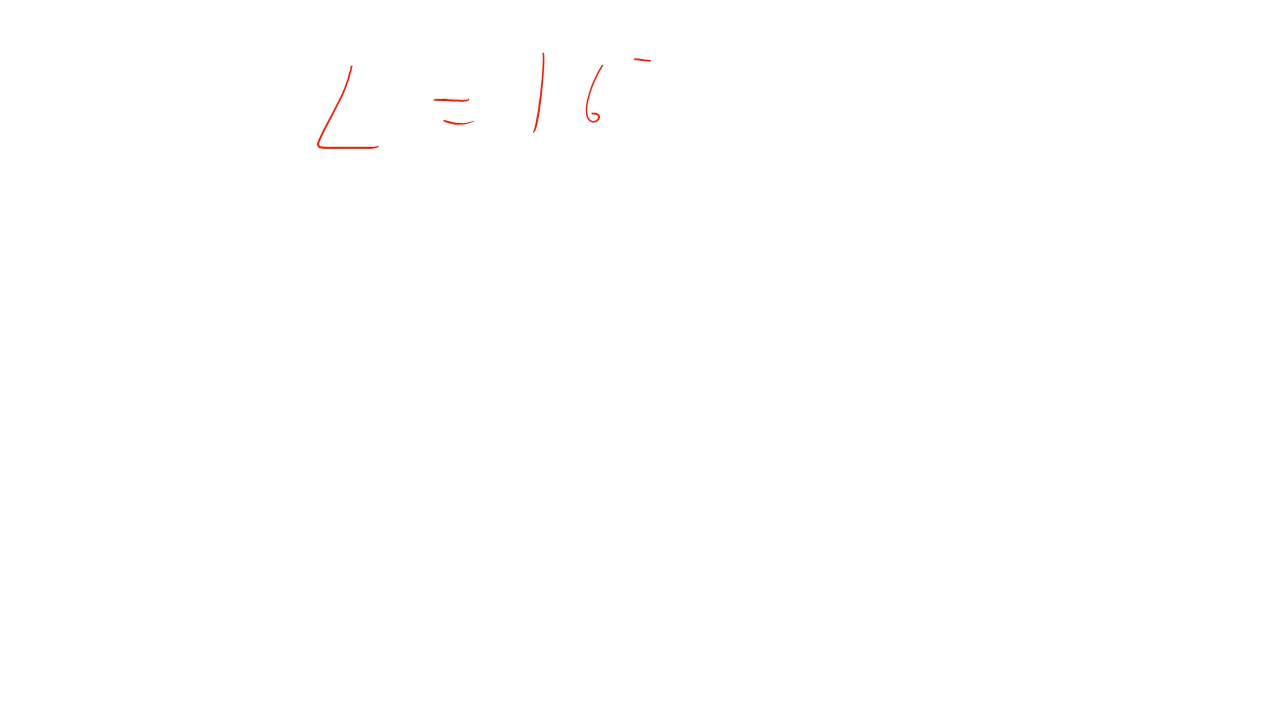 L = 16⁻